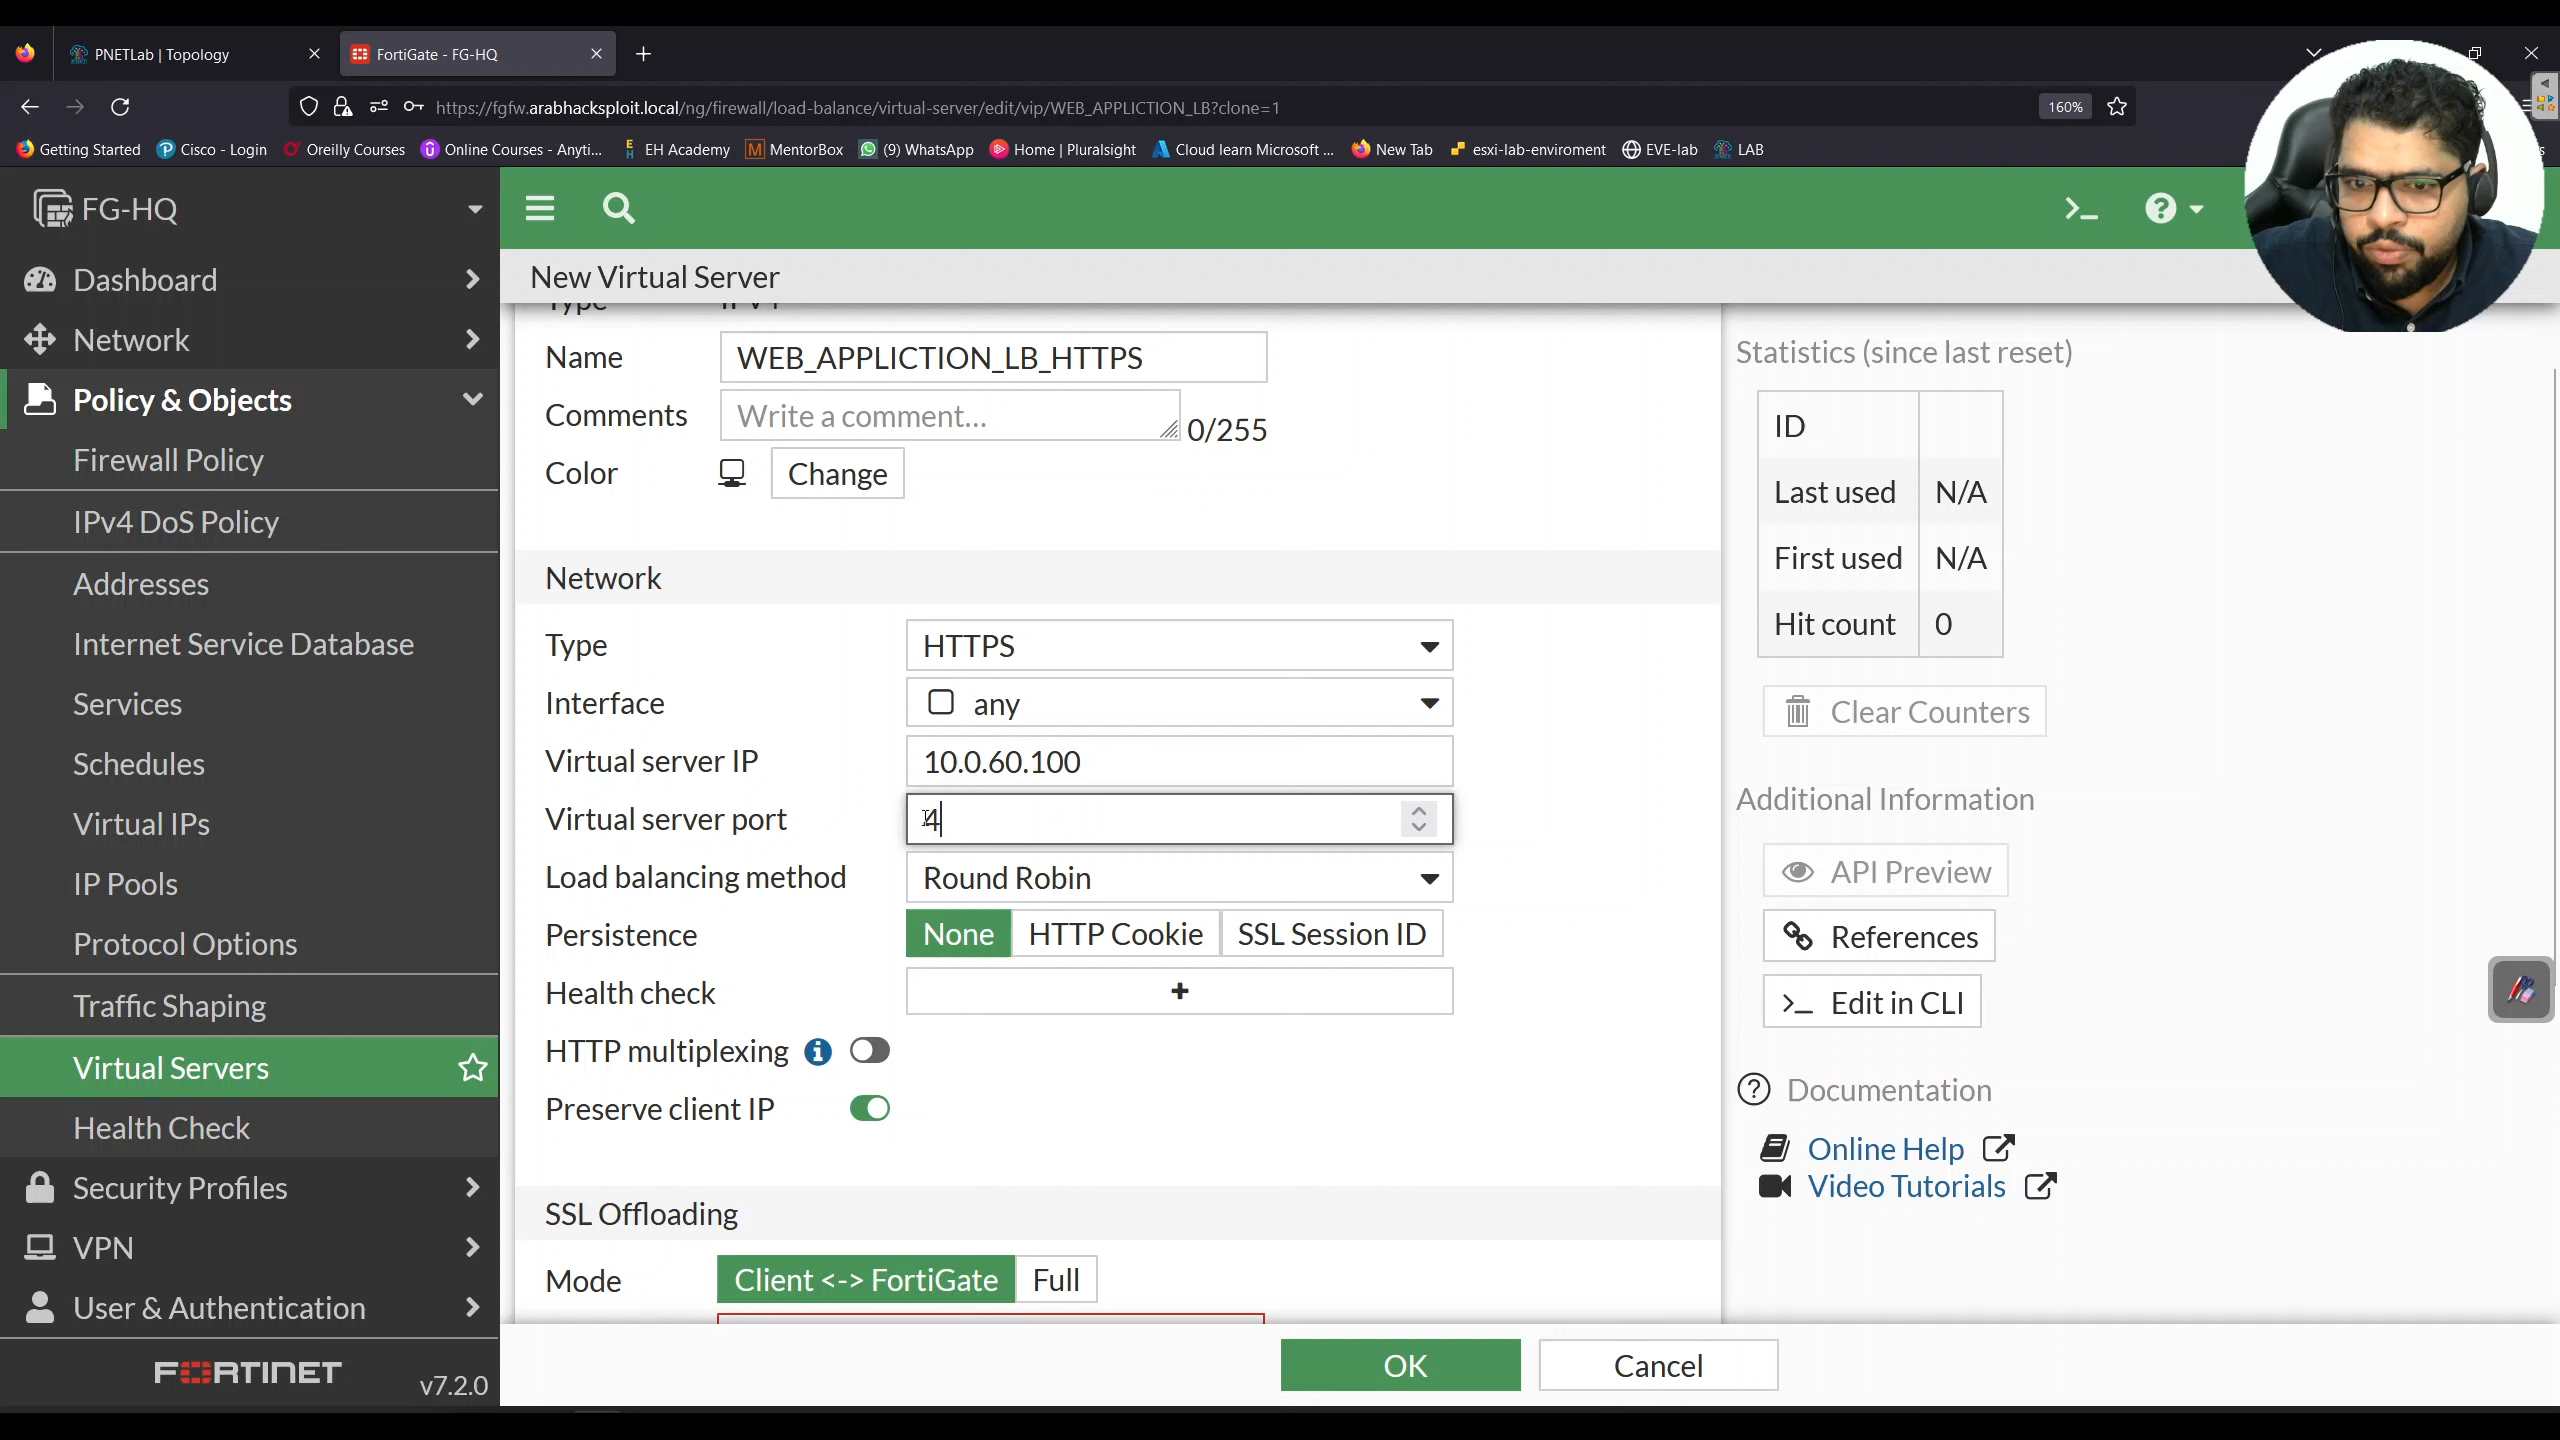 PNETLab | Topology
FortiGate - FG-HQ
https://fgfw.arabhacksploit.local/ng/firewall/load-balance/virtual-server/edit/vip/WEB_APPLICTION_LB?clone=1
160%
Getting Started
Cisco - Login
Oreilly Courses
Online Courses - Anyti...
EH Academy
MentorBox
(9) WhatsApp
Home | Pluralsight
Cloud learn Microsoft ...
New Tab
esxi-lab-enviroment
EVE-lab
LAB
FG-HQ
Dashboard
Network
Policy & Objects
Firewall Policy
IPv4 DoS Policy
Addresses
Internet Service Database
Services
Schedules
Virtual IPs
IP Pools
Protocol Options
Traffic Shaping
Virtual Servers
Health Check
Security Profiles
VPN
User & Authentication
FORTINET
v7.2.0
New Virtual Server
Name WEB_APPLICTION_LB_HTTPS
Comments Write a comment... 0/255
Color Change
Network
Type HTTPS
Interface any
Virtual server IP 10.0.60.100
Virtual server port 4
Load balancing method Round Robin
Persistence None HTTP Cookie SSL Session ID
Health check +
HTTP multiplexing
Preserve client IP
SSL Offloading
Mode Client <-> FortiGate Full
OK Cancel
Statistics (since last reset)
ID
Last used N/A
First used N/A
Hit count 0
Clear Counters
Additional Information
API Preview
References
Edit in CLI
Documentation
Online Help
Video Tutorials